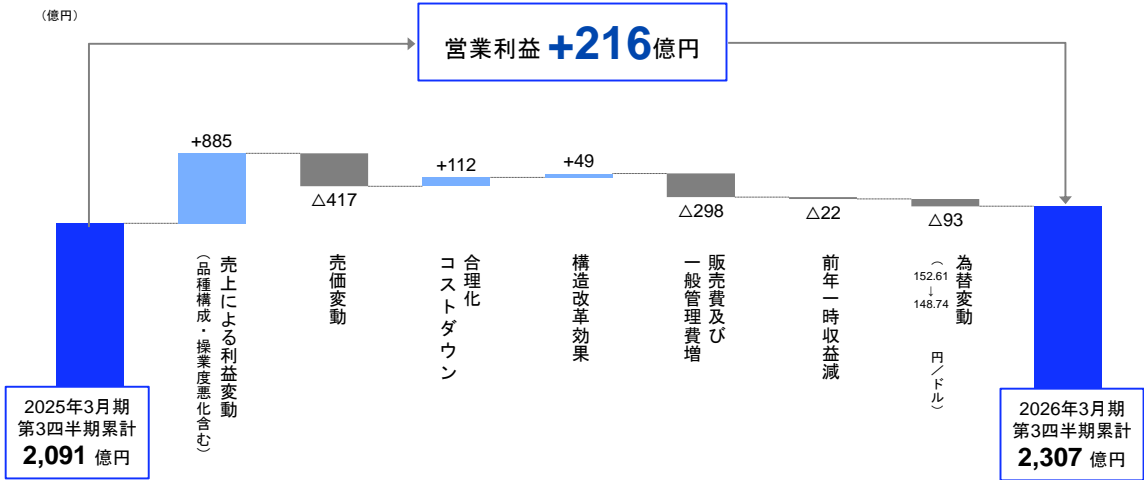 （億円）
営業利益 +216億円
+885
△417
+112
+49
△298
△22
△93
売上による利益変動
（品種構成・操業度悪化含む）
売価変動
合理化
コストダウン
構造改革効果
販売費及び
一般管理費増
前年一時収益減
為替変動
（152.61
↓
148.74
円／ドル）
2025年3月期
第3四半期累計
2,091 億円
2026年3月期
第3四半期累計
2,307 億円